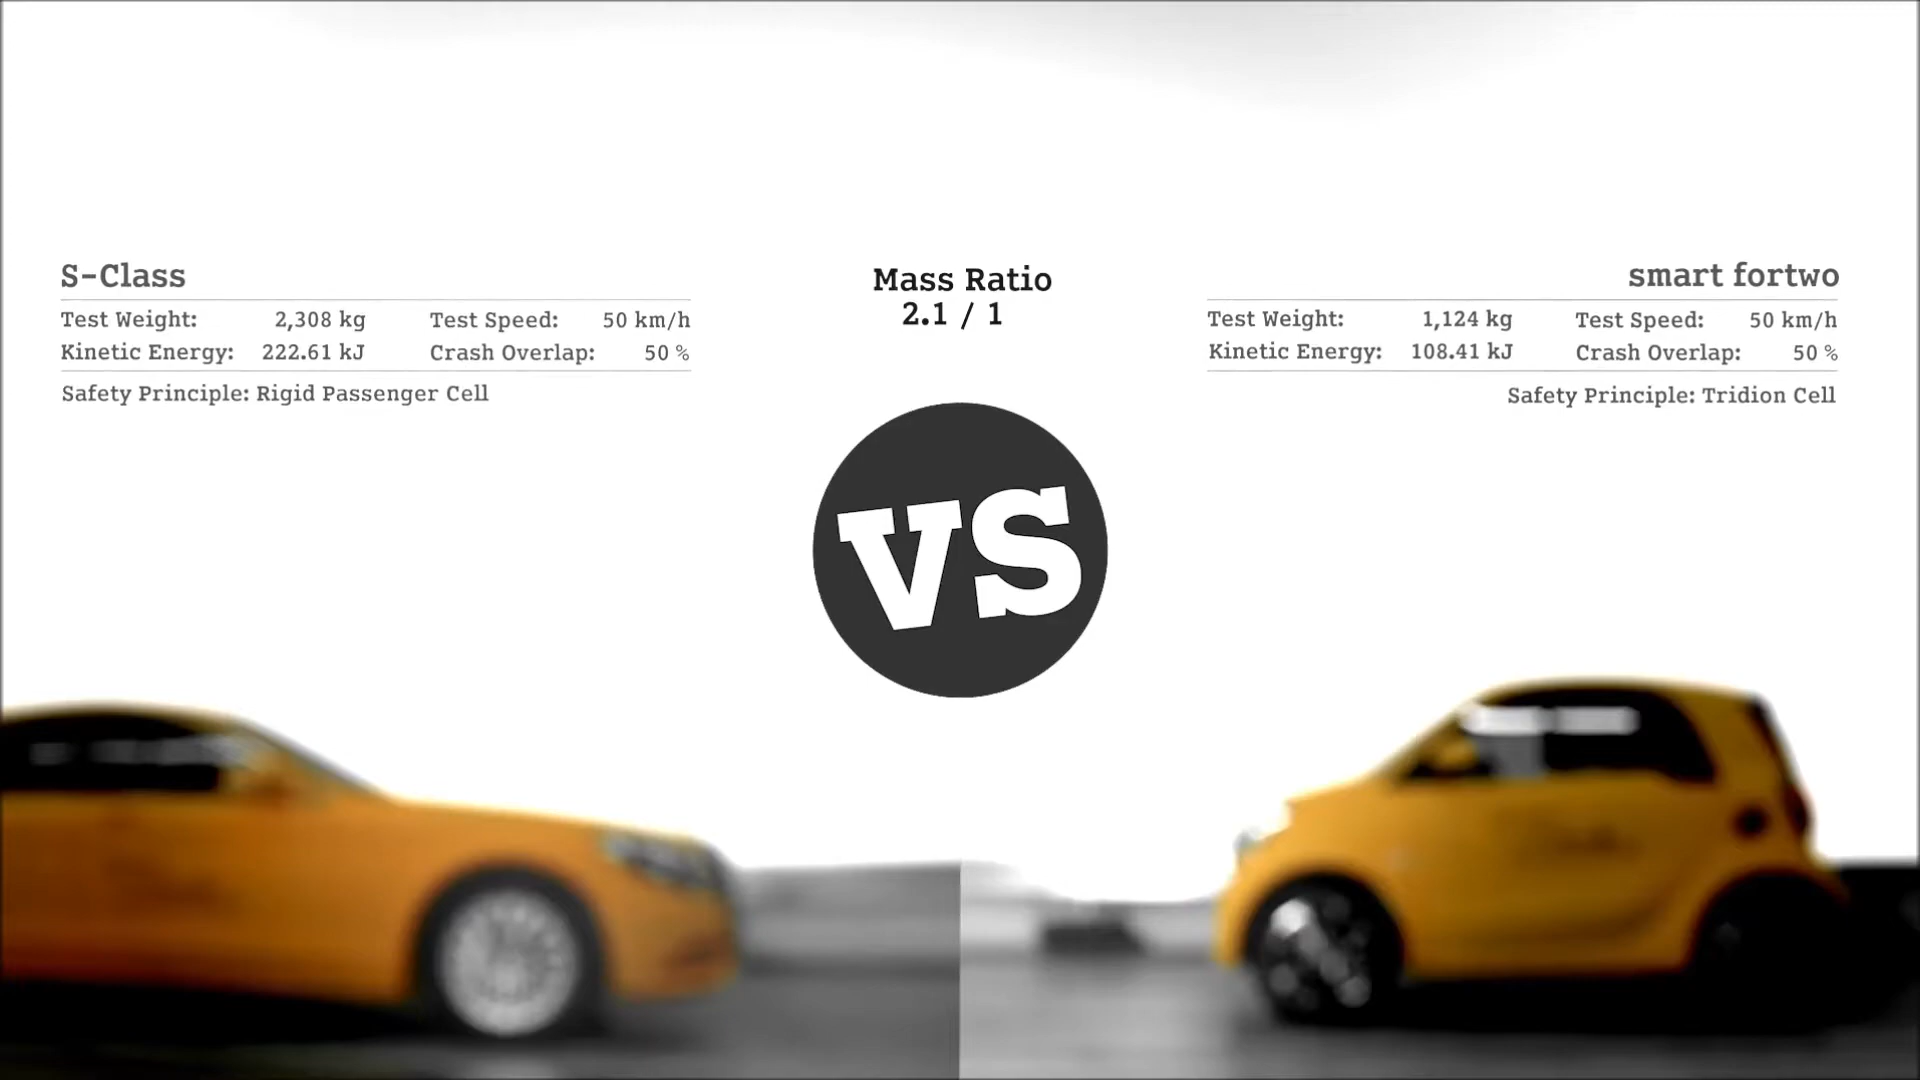 S-Class
Test Weight: 2,308 kg Test Speed: 50 km/h
Kinetic Energy: 222.61 kJ Crash Overlap: 50 %
Safety Principle: Rigid Passenger Cell
Mass Ratio
2.1 / 1
smart fortwo
Test Weight: 1,124 kg Test Speed: 50 km/h
Kinetic Energy: 108.41 kJ Crash Overlap: 50 %
Safety Principle: Tridion Cell
VS